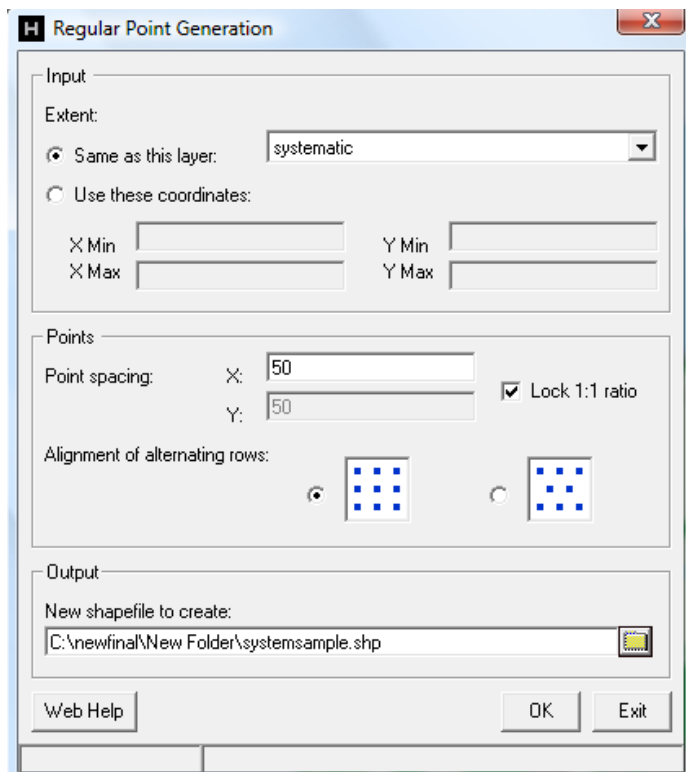 H Regular Point Generation
Input
Extent:
Same as this layer: systematic
Use these coordinates:
X Min Y Min
X Max Y Max
Points
Point spacing: X: 50
Lock 1:1 ratio
Y: 50
Alignment of alternating rows:
Output
New shapefile to create:
C:\newfinal\New Folder\systemsample.shp
Web Help OK Exit